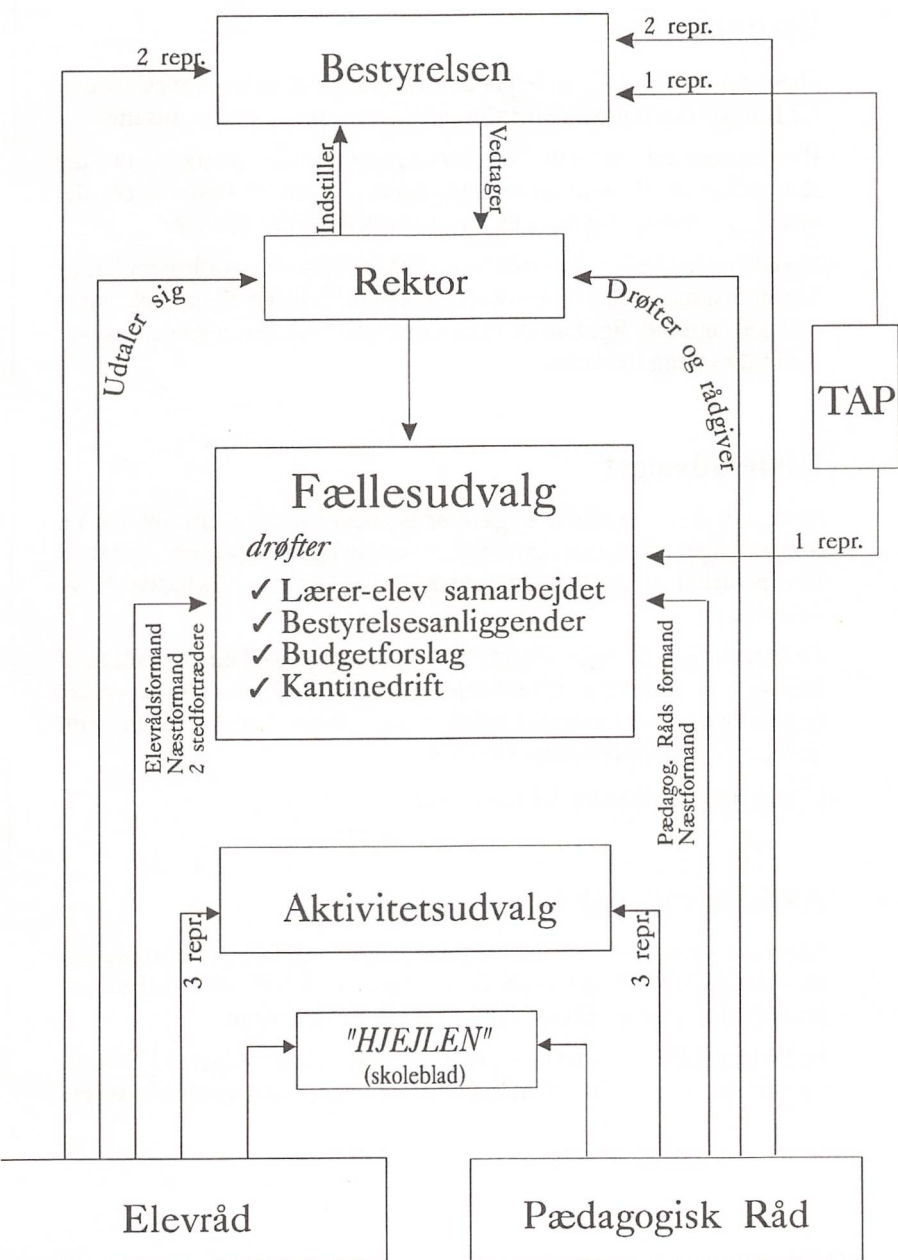 2 repr.
Bestyrelsen
2 repr.
1 repr.
Indstiller
Vedtager
Rektor
Udtaler sig
Drøfter og rådgiver
TAP
Fællesudvalg
drøfter
✓ Lærer-elev samarbejdet
✓ Bestyrelsesanliggender
✓ Budgetforslag
✓ Kantinedrift
1 repr.
Elevrådsformand
Næstformand
2 stedfortrædere
Pædagog. Råds formand
Næstformand
Aktivitetsudvalg
3 repr.
3 repr.
"HJEJLEN"
(skoleblad)
Elevråd
Pædagogisk Råd